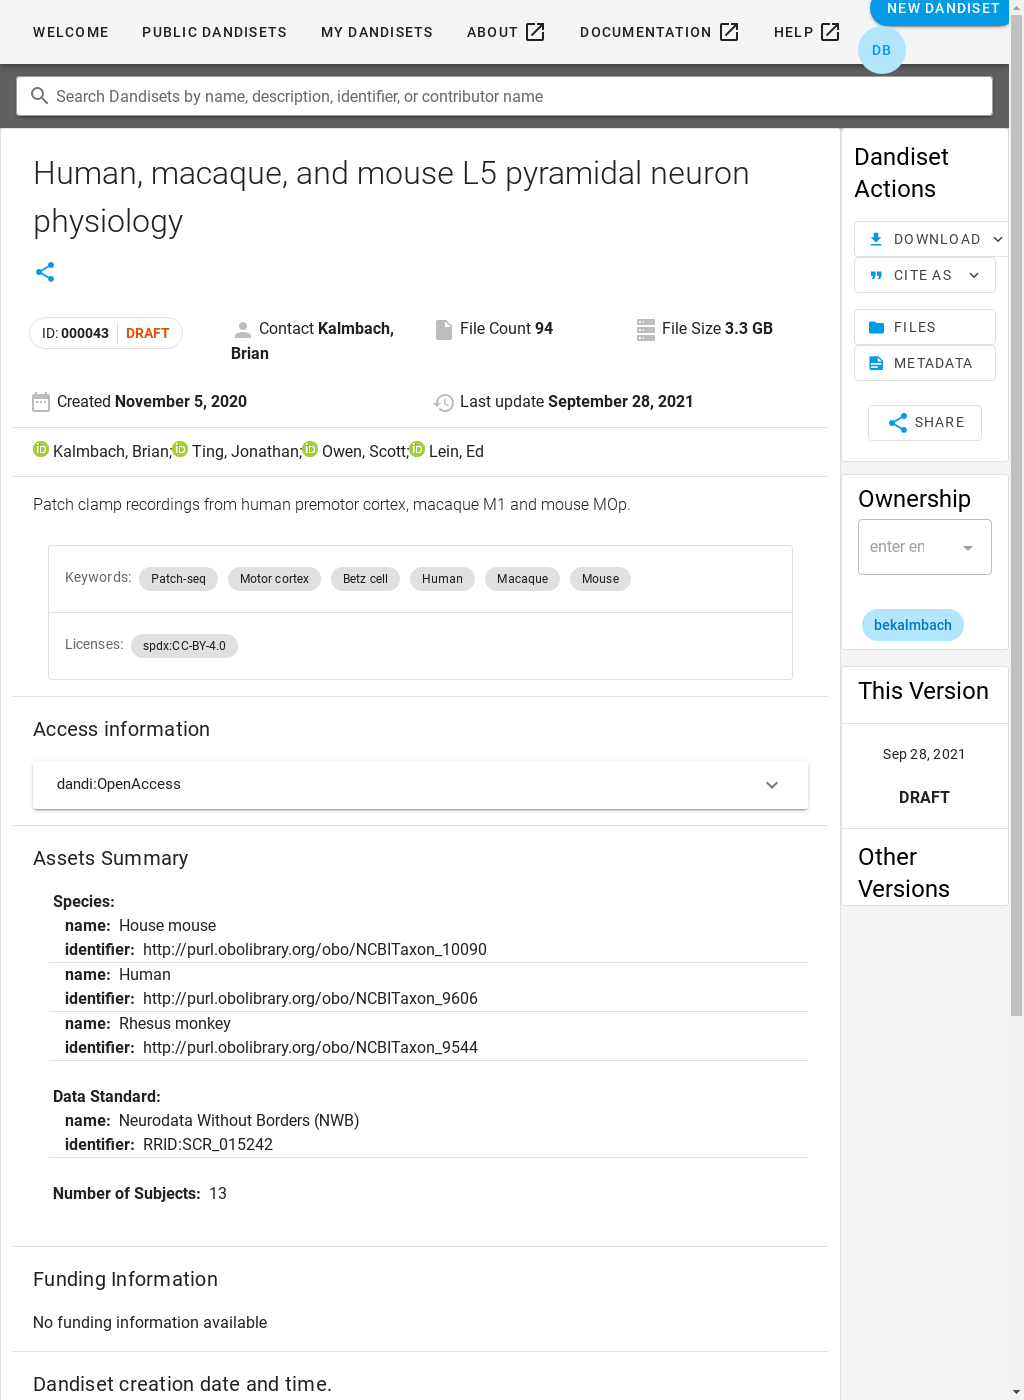 WELCOME PUBLIC DANDISETS MY DANDISETS ABOUT DOCUMENTATION HELP NEW DANDISET
DB
Search Dandisets by name, description, identifier, or contributor name
Human, macaque, and mouse L5 pyramidal neuron
physiology
ID: 000043 DRAFT
Contact Kalmbach,
Brian
File Count 94
File Size 3.3 GB
Created November 5, 2020
Last update September 28, 2021
iD Kalmbach, Brian; iD Ting, Jonathan; iD Owen, Scott; iD Lein, Ed
Patch clamp recordings from human premotor cortex, macaque M1 and mouse MOp.
Keywords: Patch-seq Motor cortex Betz cell Human Macaque Mouse
Licenses: spdx:CC-BY-4.0
Access information
dandi:OpenAccess
Assets Summary
Species:
name: House mouse
identifier: http://purl.obolibrary.org/obo/NCBITaxon_10090
name: Human
identifier: http://purl.obolibrary.org/obo/NCBITaxon_9606
name: Rhesus monkey
identifier: http://purl.obolibrary.org/obo/NCBITaxon_9544
Data Standard:
name: Neurodata Without Borders (NWB)
identifier: RRID:SCR_015242
Number of Subjects: 13
Funding Information
No funding information available
Dandiset creation date and time.
Dandiset
Actions
DOWNLOAD
CITE AS
FILES
METADATA
SHARE
Ownership
enter en
bekalmbach
This Version
Sep 28, 2021
DRAFT
Other
Versions